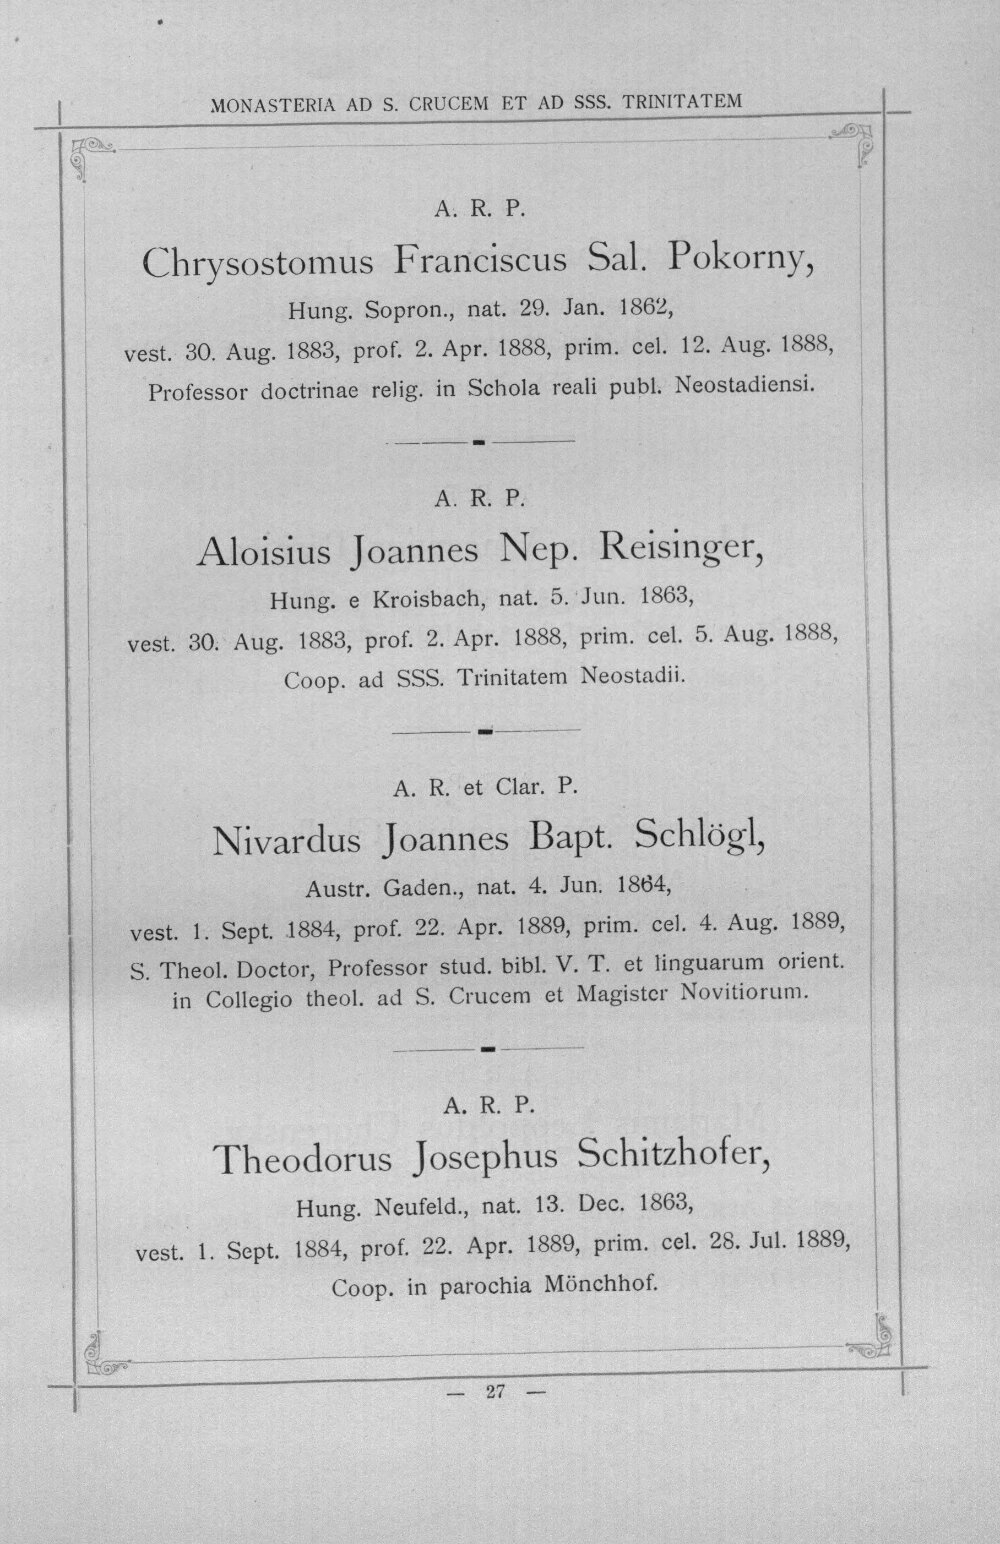 MONASTERIA AD S. CRUCEM ET AD SSS. TRINITATEM
A. R. P.
Chrysostomus Franciscus Sal. Pokorny,
Hung. Sopron., nat. 29. Jan. 1862,
vest. 30. Aug. 1883, prof. 2. Apr. 1888, prim. cel. 12. Aug. 1888,
Professor doctrinae relig. in Schola reali publ. Neostadiensi.
A. R. P.
Aloisius Joannes Nep. Reisinger,
Hung. e Kroisbach, nat. 5. Jun. 1863,
vest. 30. Aug. 1883, prof. 2. Apr. 1888, prim. cel. 5. Aug. 1888,
Coop. ad SSS. Trinitatem Neostadii.
A. R. et Clar. P.
Nivardus Joannes Bapt. Schlögl,
Austr. Gaden., nat. 4. Jun. 1864,
vest. 1. Sept. 1884, prof. 22. Apr. 1889, prim. cel. 4. Aug. 1889,
S. Theol. Doctor, Professor stud. bibl. V. T. et linguarum orient.
in Collegio theol. ad S. Crucem et Magister Novitiorum.
A. R. P.
Theodorus Josephus Schitzhofer,
Hung. Neufeld., nat. 13. Dec. 1863,
vest. 1. Sept. 1884, prof. 22. Apr. 1889, prim. cel. 28. Jul. 1889,
Coop. in parochia Mönchhof.
— 27 —